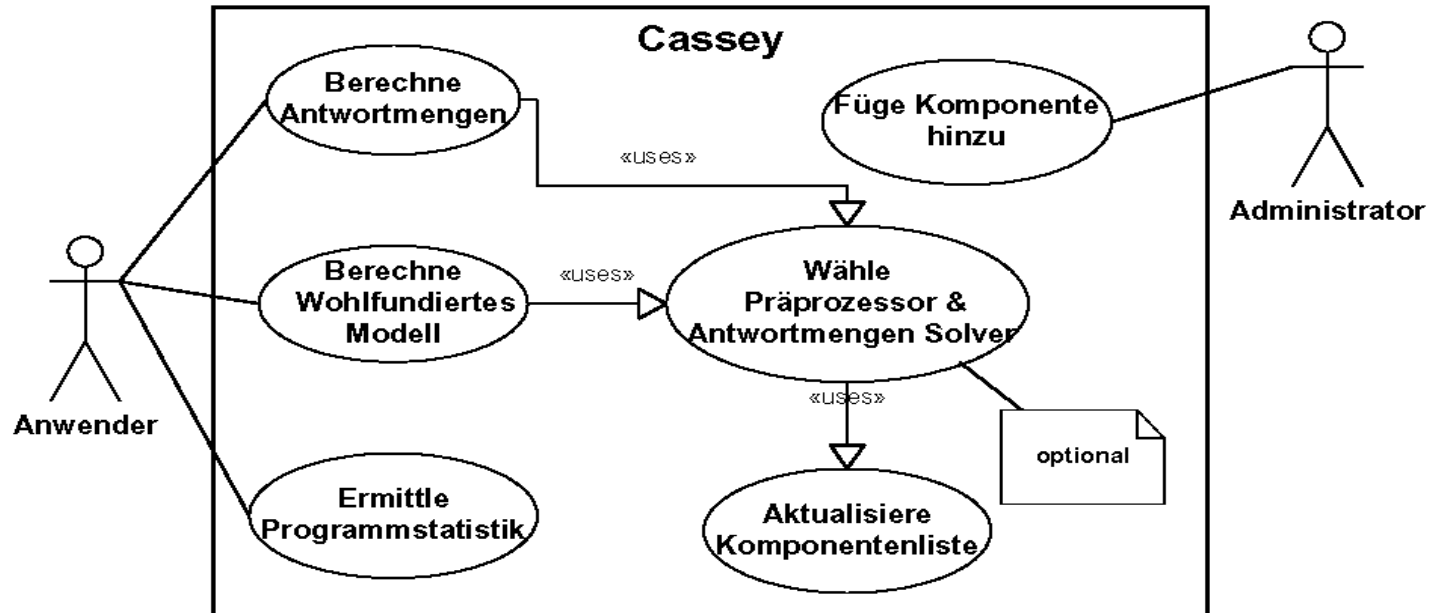 Cassey
Berechne
Antwortmengen
Füge Komponente
hinzu
«uses»
Administrator
Berechne
Wohlfundiertes
Modell
«uses»
Wähle
Präprozessor &
Antwortmengen Solver
«uses»
Anwender
optional
Ermittle
Programmstatistik
Aktualisiere
Komponentenliste